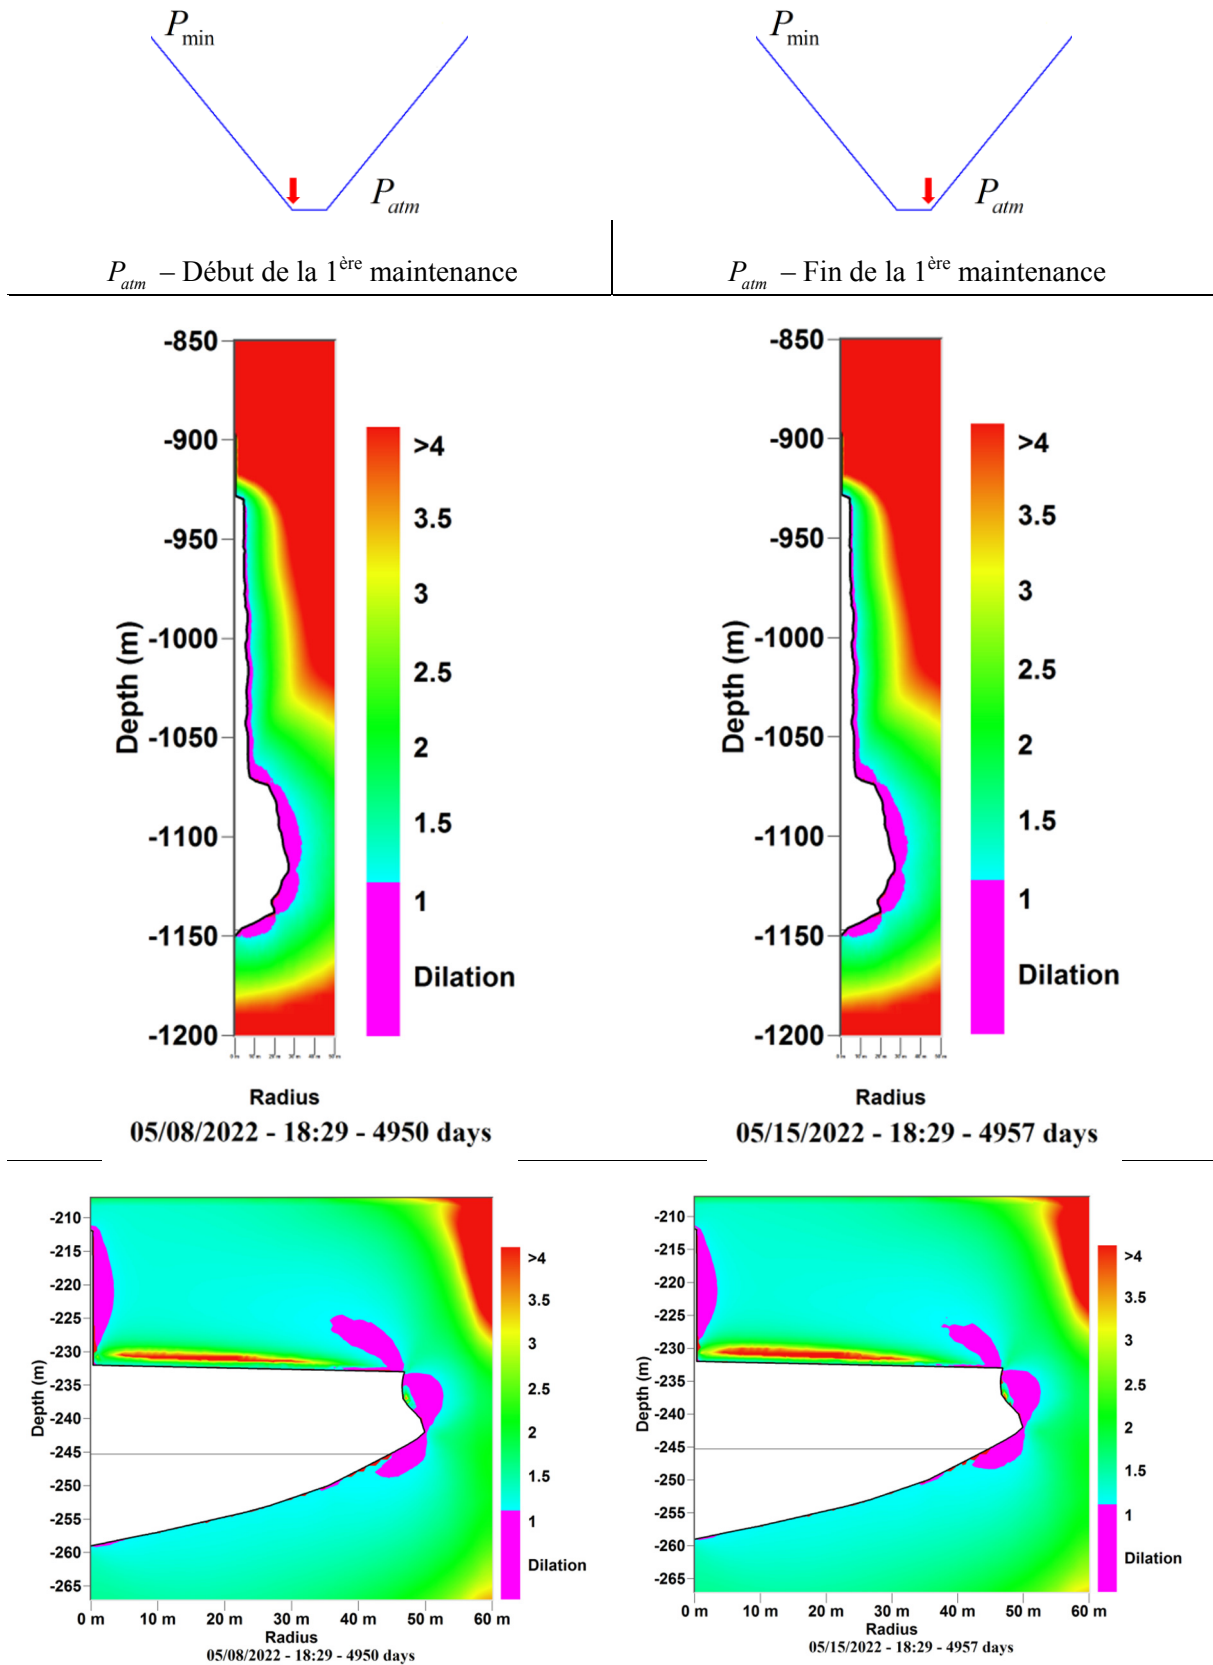 Pmin
Pmin
Patm
Patm
Patm – Début de la 1ère maintenance
Patm – Fin de la 1ère maintenance
-850
-900
-950
-1000
-1050
-1100
-1150
-1200
Depth (m)
>4
3.5
3
2.5
2
1.5
1
Dilation
Radius
05/08/2022 - 18:29 - 4950 days
-850
-900
-950
-1000
-1050
-1100
-1150
-1200
Depth (m)
>4
3.5
3
2.5
2
1.5
1
Dilation
Radius
05/15/2022 - 18:29 - 4957 days
-210
-215
-220
-225
-230
-235
-240
-245
-250
-255
-260
-265
Depth (m)
>4
3.5
3
2.5
2
1.5
1
Dilation
0 m 10 m 20 m 30 m 40 m 50 m 60 m
Radius
05/08/2022 - 18:29 - 4950 days
-210
-215
-220
-225
-230
-235
-240
-245
-250
-255
-260
-265
Depth (m)
>4
3.5
3
2.5
2
1.5
1
Dilation
0 m 10 m 20 m 30 m 40 m 50 m 60 m
Radius
05/15/2022 - 18:29 - 4957 days